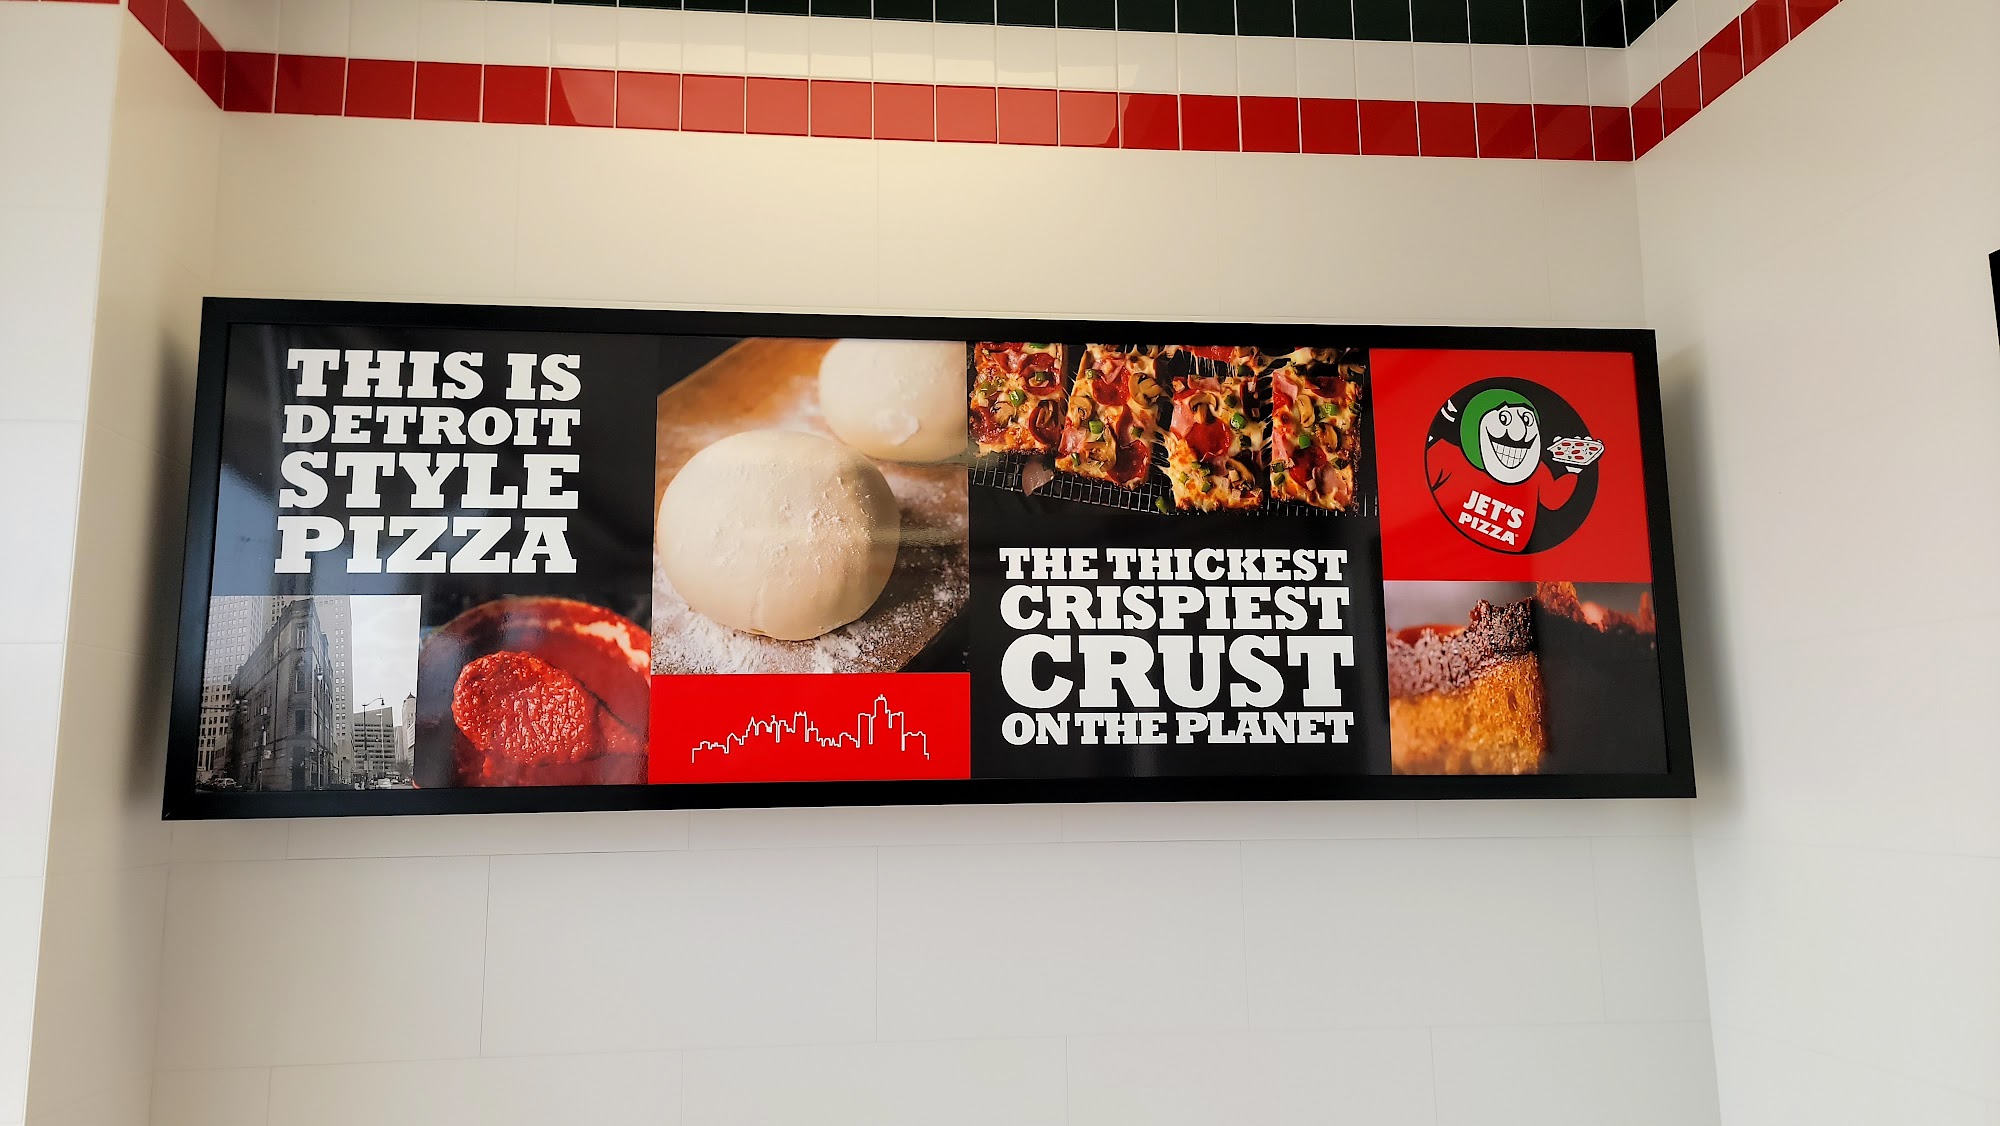 THIS IS
DETROIT
STYLE
PIZZA
THE THICKEST
CRISPIEST
CRUST
ON THE PLANET
JET'S
PIZZA